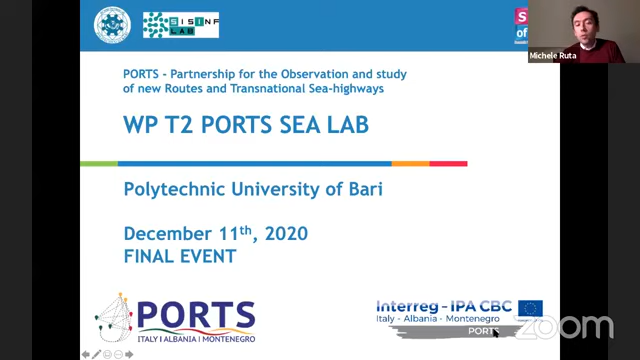 SISINF
LAB
S
of
Michele Ruta
PORTS - Partnership for the Observation and study
of new Routes and Transnational Sea-highways
WP T2 PORTS SEA LAB
Polytechnic University of Bari
December 11th, 2020
FINAL EVENT
PORTS
ITALY I ALBANIA I MONTENEGRO
Interreg - IPA CBC
Italy - Albania - Montenegro
PORTS
zoom